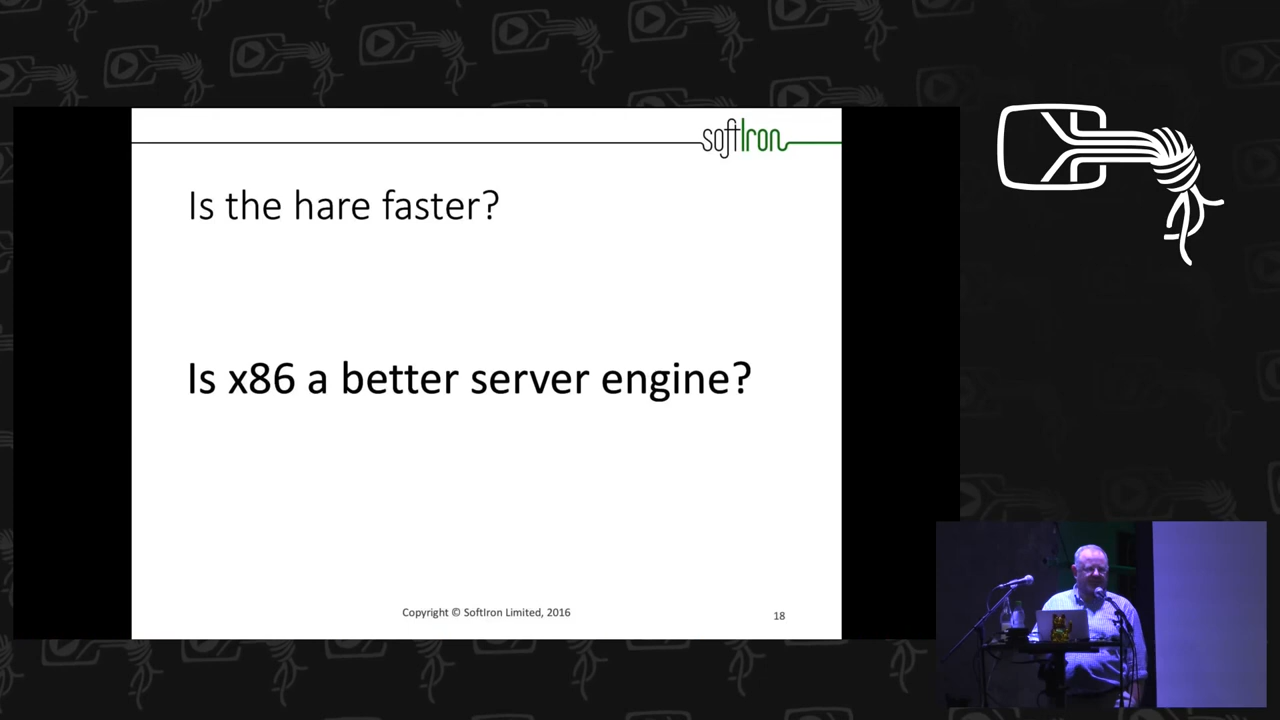 softIron
Is the hare faster?
Is x86 a better server engine?
Copyright © SoftIron Limited, 2016
18